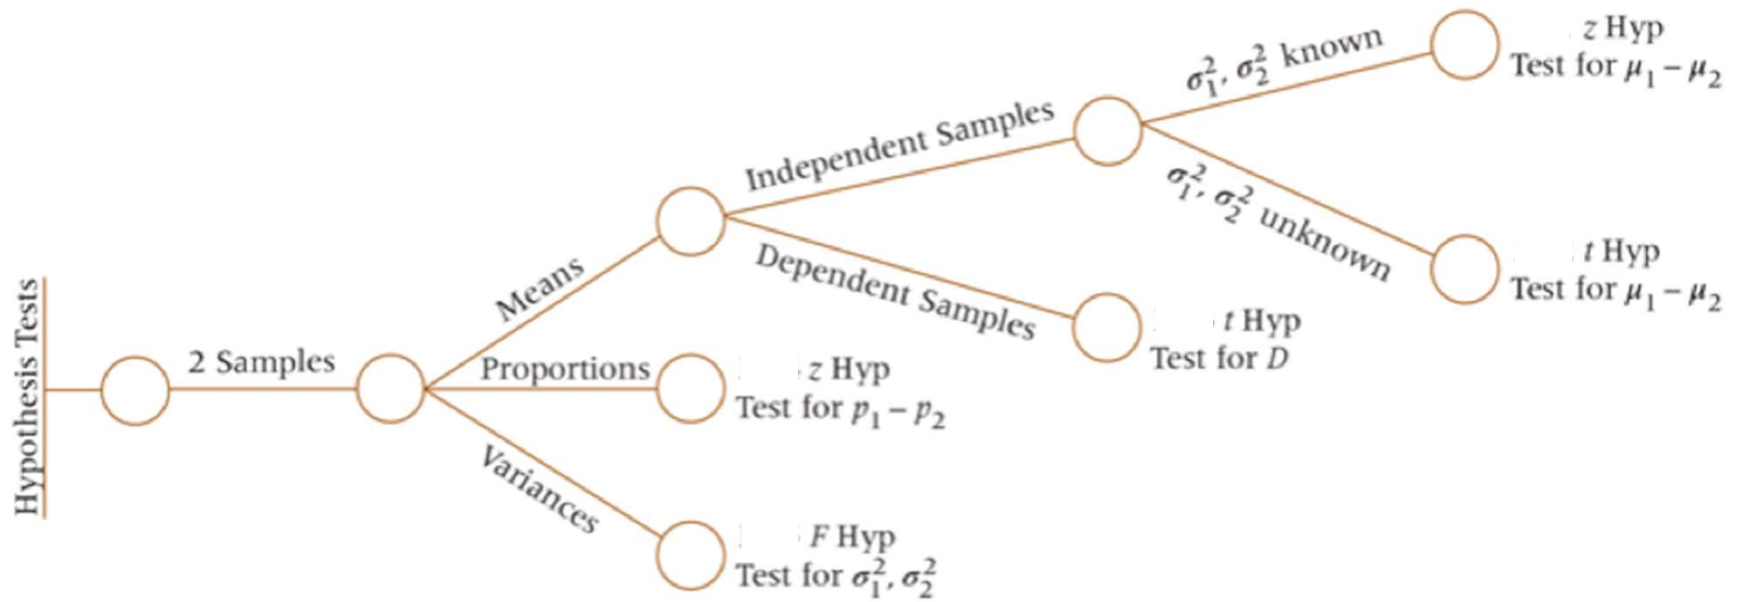 Hypothesis Tests
2 Samples
Means
Proportions
Variances
Independent Samples
Dependent Samples
σ₁², σ₂² known
σ₁², σ₂² unknown
z Hyp
Test for μ₁ – μ₂
t Hyp
Test for μ₁ – μ₂
t Hyp
Test for D
z Hyp
Test for p₁ – p₂
F Hyp
Test for σ₁², σ₂²